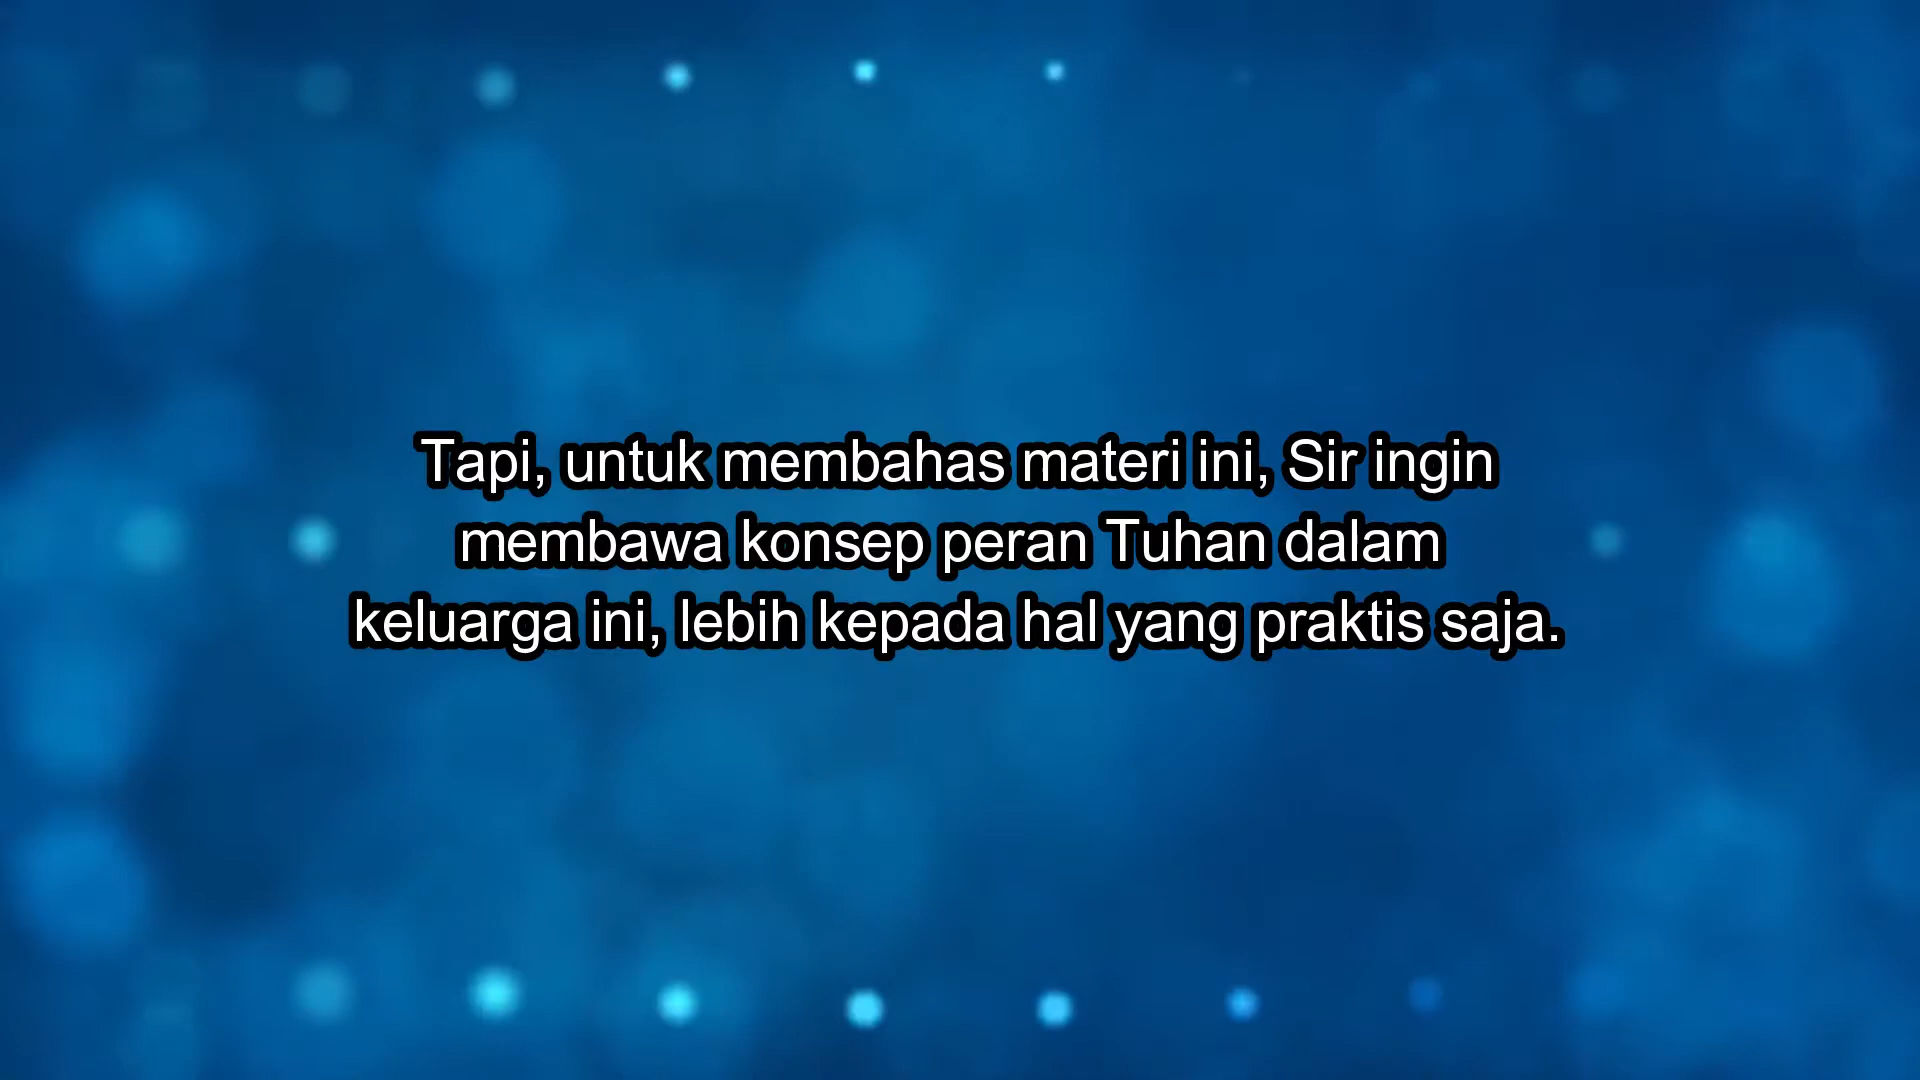 Tapi, untuk membahas materi ini, Sir ingin
membawa konsep peran Tuhan dalam
keluarga ini, lebih kepada hal yang praktis saja.